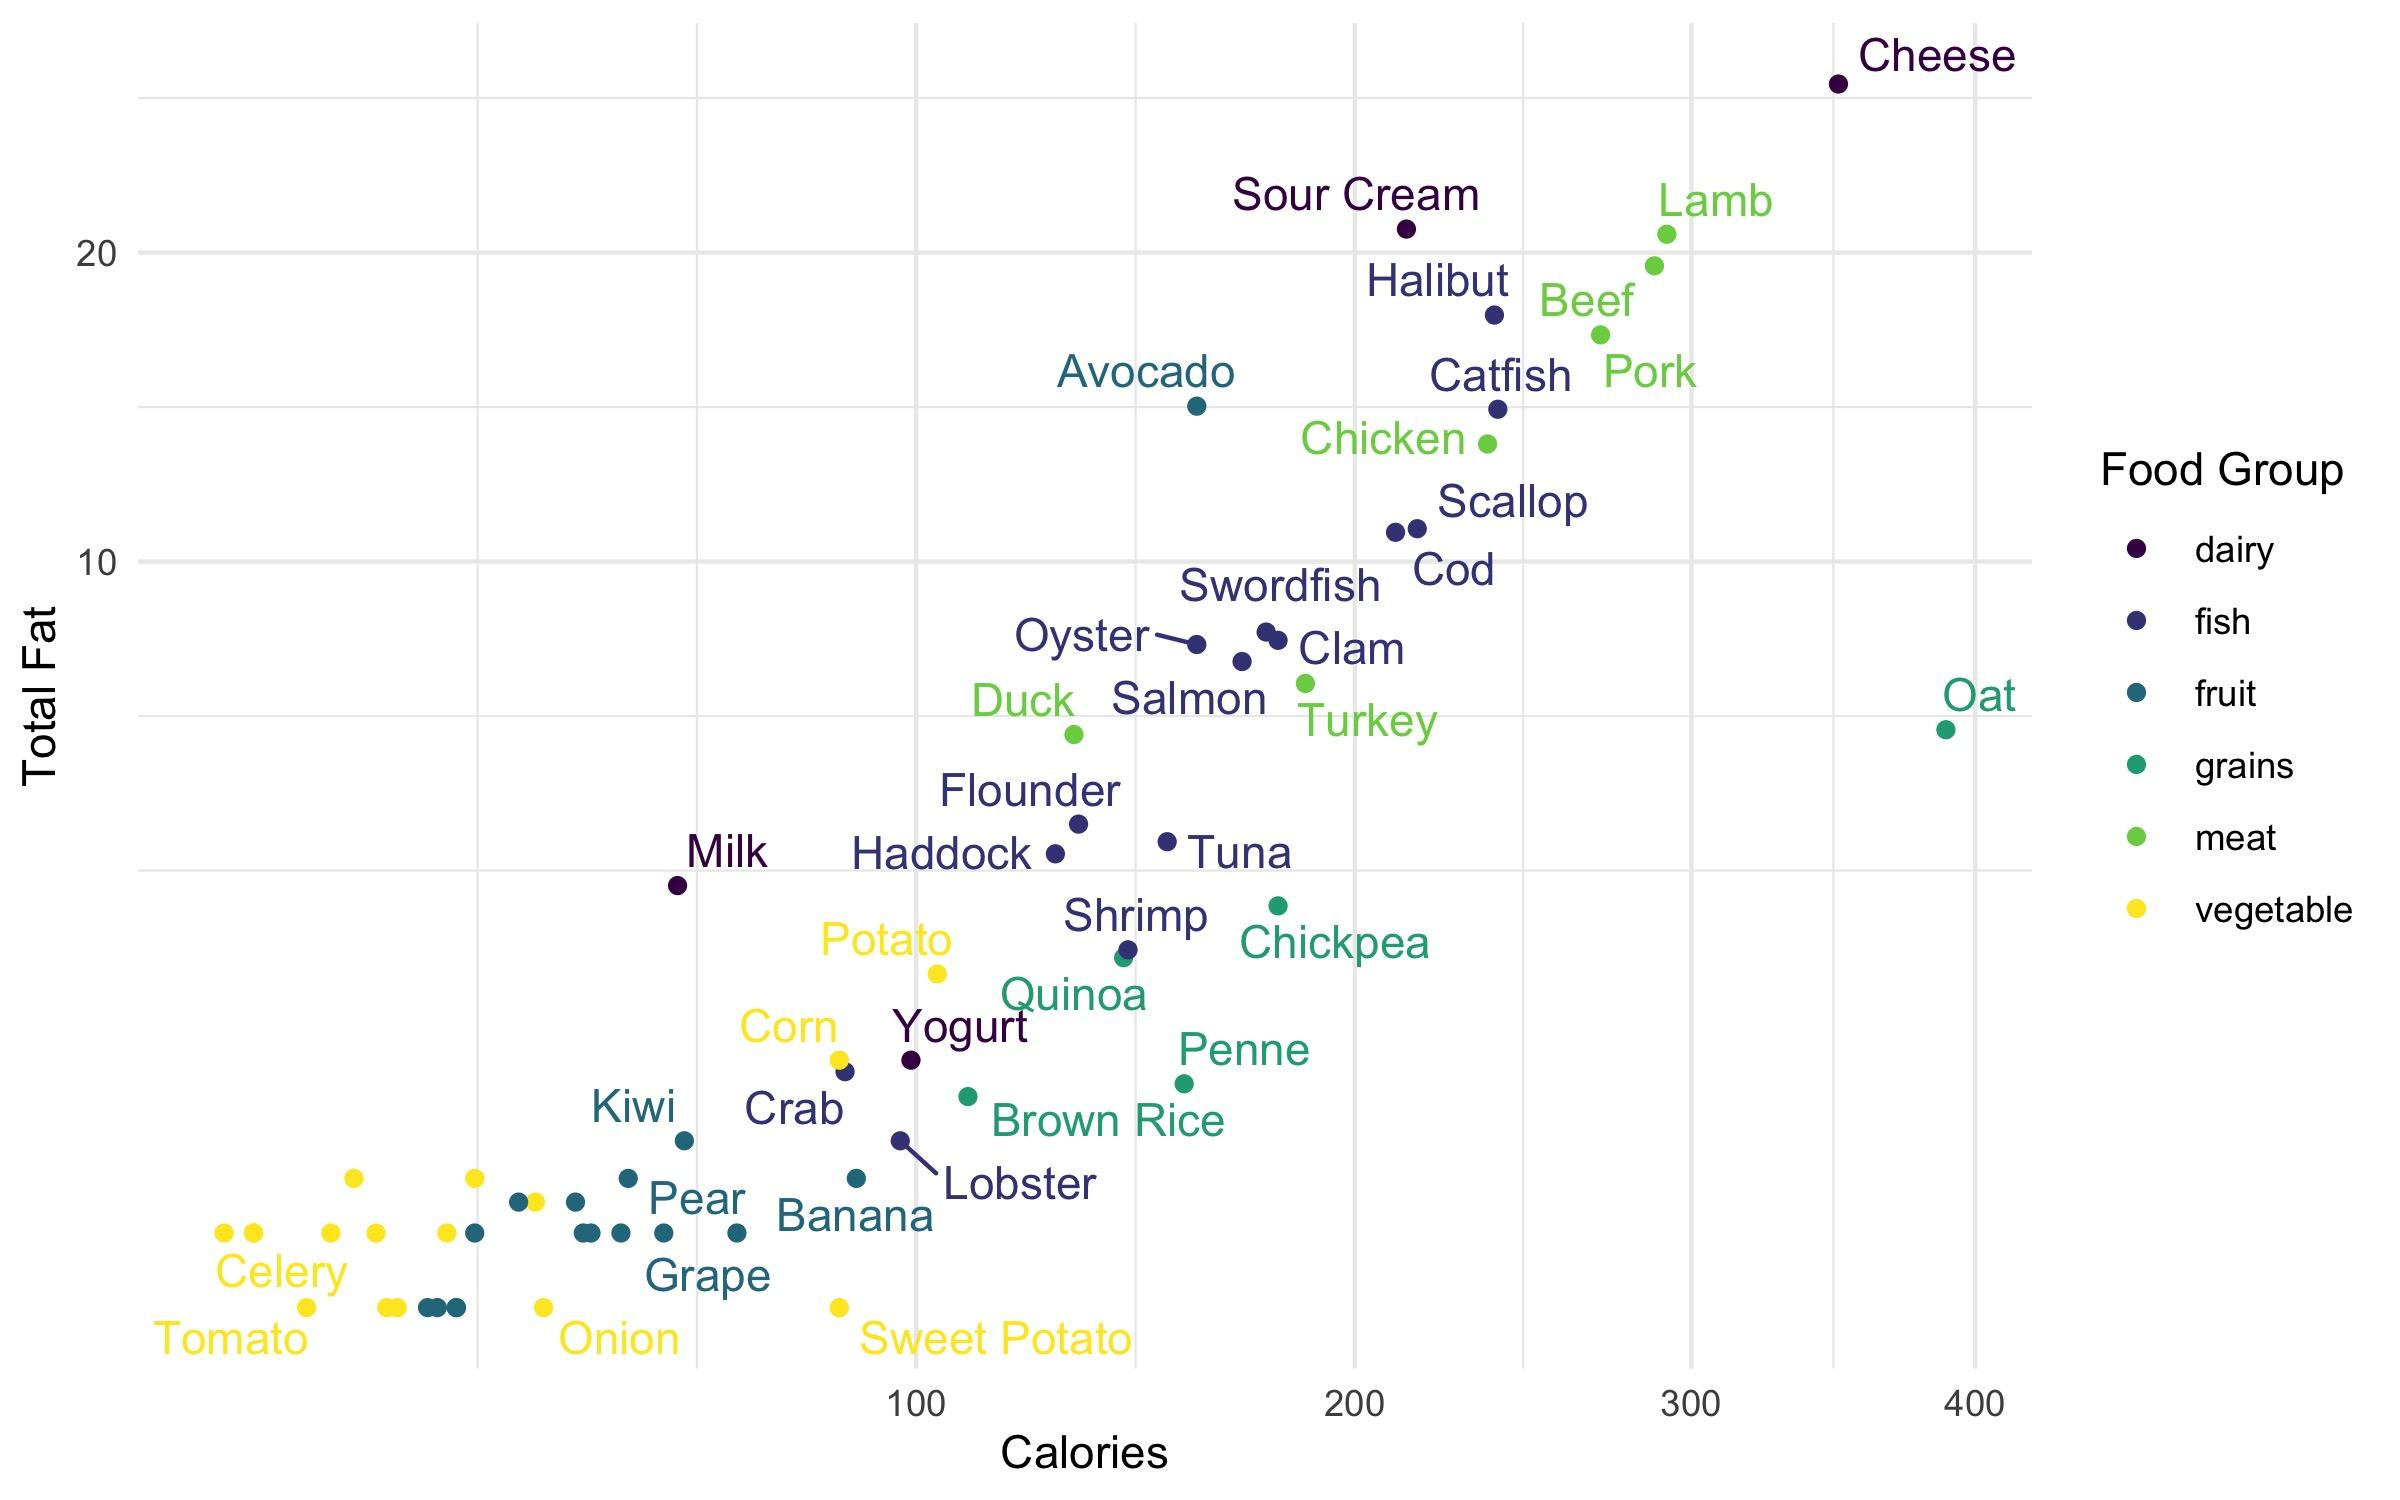 Cheese
Sour Cream
Lamb
20
Halibut
Beef
Avocado
Catfish
Pork
Chicken
Scallop
10
Cod
Swordfish
Oyster
Clam
Salmon
Duck
Turkey
Oat
Total Fat
Flounder
Milk
Haddock
Tuna
Shrimp
Potato
Chickpea
Quinoa
Corn
Yogurt
Penne
Kiwi
Crab
Brown Rice
Lobster
Pear
Banana
Celery
Grape
Tomato
Onion
Sweet Potato
100
200
300
400
Calories
Food Group
dairy
fish
fruit
grains
meat
vegetable